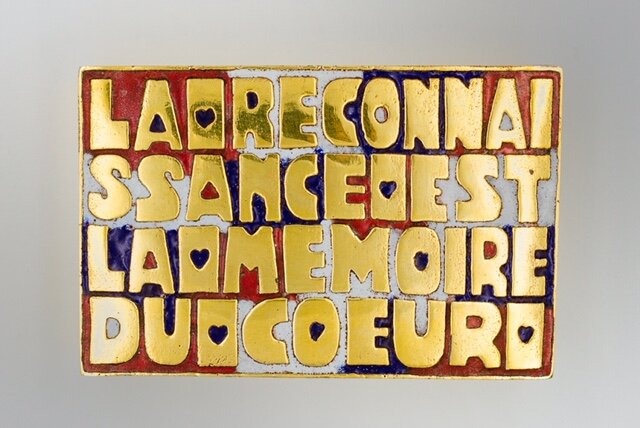 LA RECONNAI
SSANCE EST
LA MEMOIRE
DU COEUR